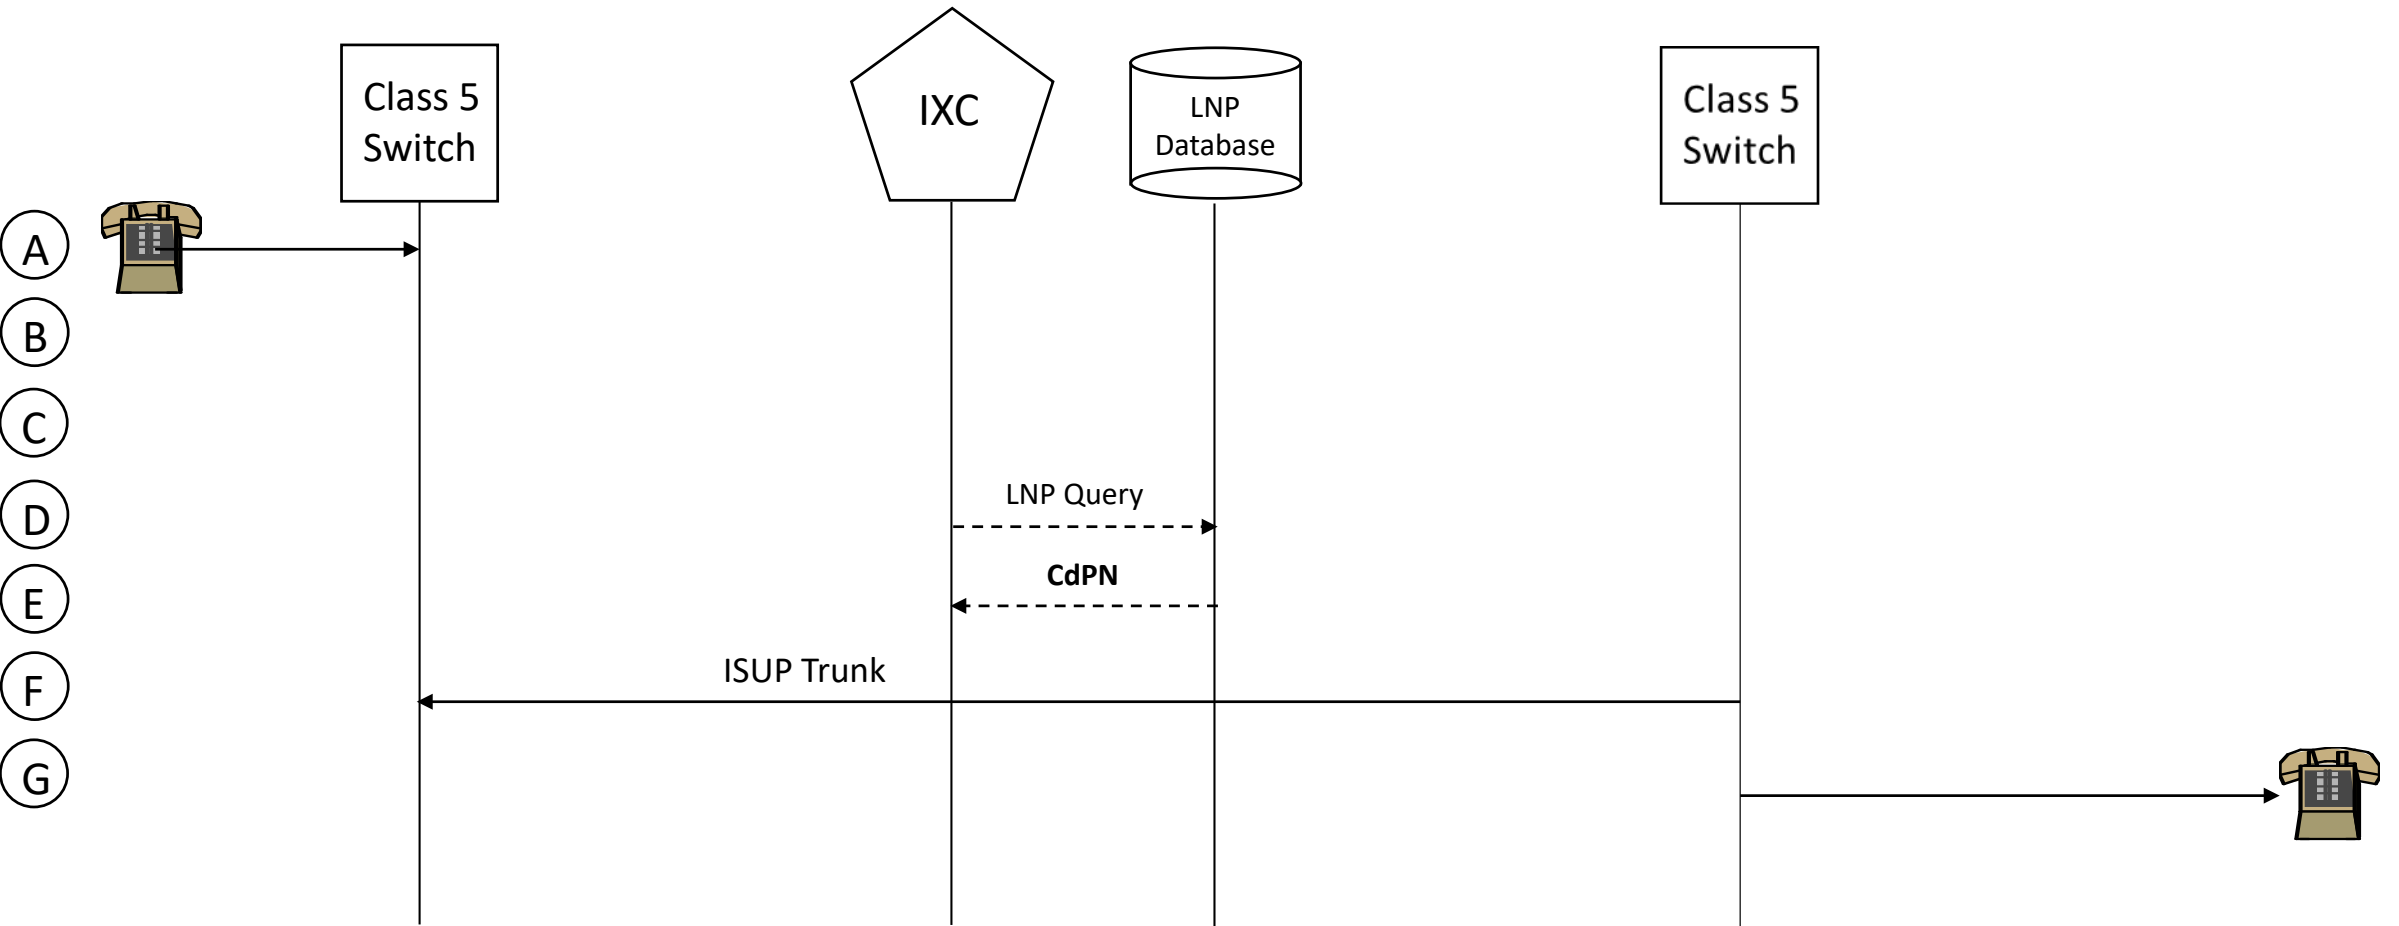 Class 5
Switch
IXC
LNP
Database
Class 5
Switch
A
B
C
D
LNP Query
E
CdPN
F
ISUP Trunk
G